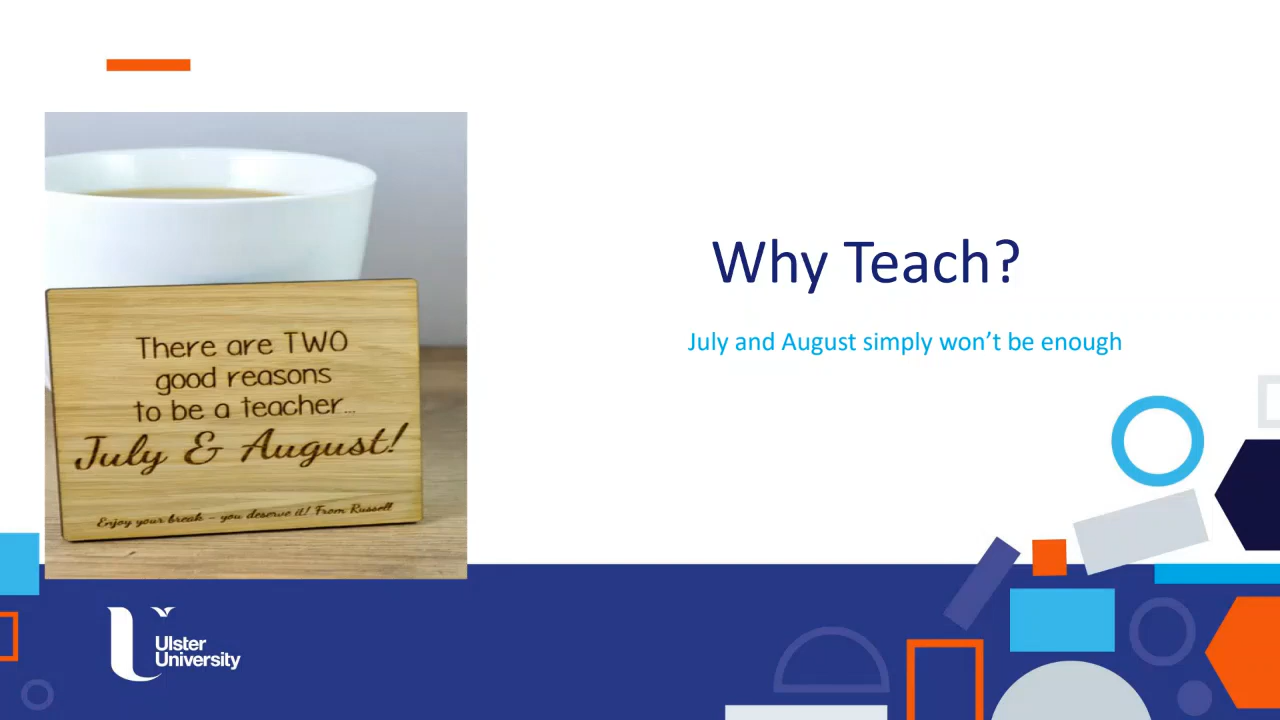 There are TWO
good reasons
to be a teacher...
July & August!
Enjoy your break - you deserve it! From Russell
Why Teach?
July and August simply won't be enough
Ulster
University